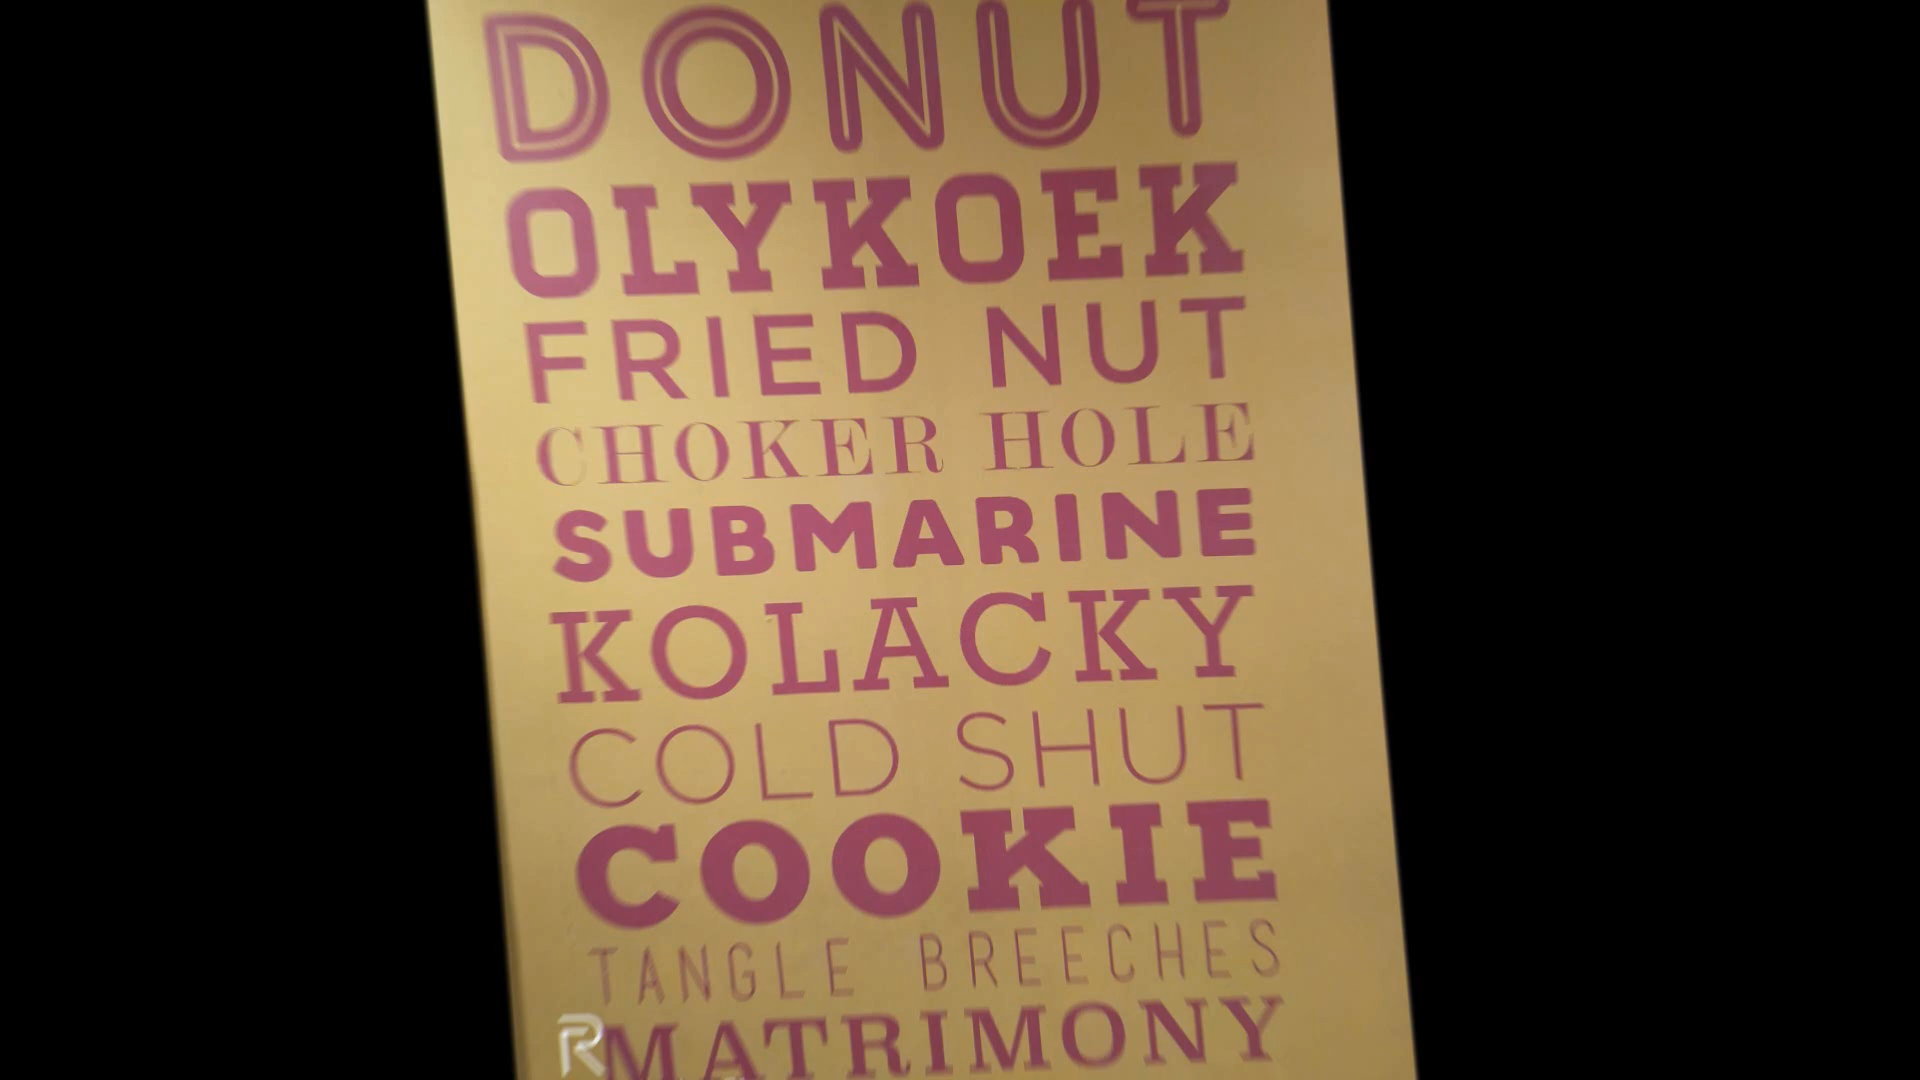 DONUT
OLYKOEK
FRIED NUT
CHOKER HOLE
SUBMARINE
KOLACKY
COLD SHUT
COOKIE
TANGLE BREECHES
MATRIMONY